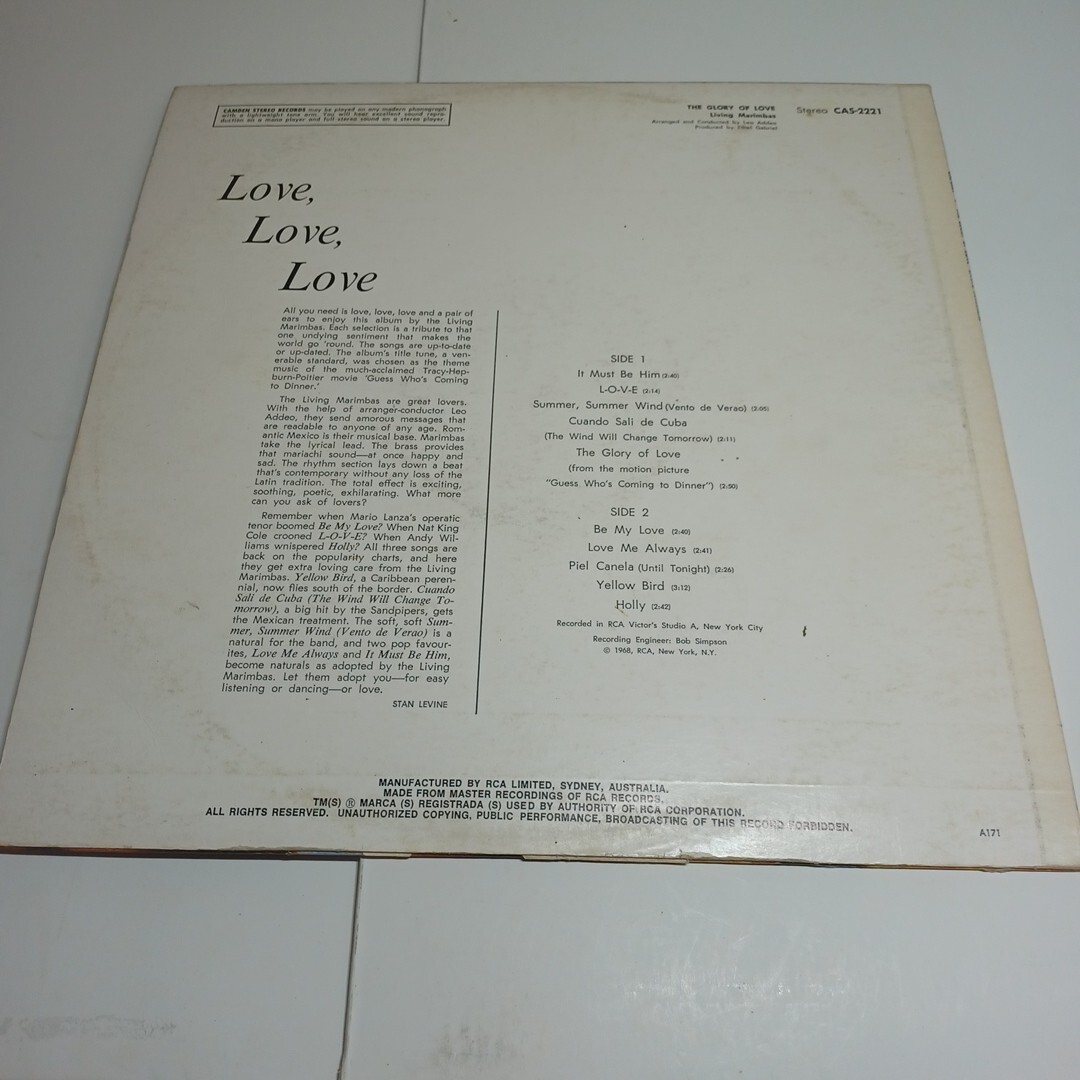 CAMDEN STEREO RECORDS may be played on any modern phonograph
with a lightweight tone arm. You will hear excellent sound repro-
duction on a mono player and full stereo sound on a stereo player.
THE GLORY OF LOVE
Living Marimbas
Arranged and Conducted by Leo Addeo
Produced by Ethel Gabriel
Stereo CAS-2221
Love,
Love,
Love
All you need is love, love, love and a pair of
ears to enjoy this album by the Living
Marimbas. Each selection is a tribute to that
one undying sentiment that makes the
world go 'round. The songs are up-to-date
or up-dated. The album's title tune, a ven-
erable standard, was chosen as the theme
music of the much-acclaimed Tracy-Hep-
burn-Poitier movie 'Guess Who's Coming
to Dinner.'
The Living Marimbas are great lovers.
With the help of arranger-conductor Leo
Addeo, they send amorous messages that
are readable to anyone of any age. Rom-
antic Mexico is their musical base. Marimbas
take the lyrical lead. The brass provides
that mariachi sound—at once happy and
sad. The rhythm section lays down a beat
that's contemporary without any loss of the
Latin tradition. The total effect is exciting,
soothing, poetic, exhilarating. What more
can you ask of lovers?
Remember when Mario Lanza's operatic
tenor boomed Be My Love? When Nat King
Cole crooned L-O-V-E? When Andy Wil-
liams wnispered Holly? All three songs are
back on the popularity charts, and here
they get extra loving care from the Living
Marimbas. Yellow Bird, a Caribbean peren-
nial, now flies south of the border. Cuando
Sali de Cuba (The Wind Will Change To-
morrow), a big hit by the Sandpipers, gets
the Mexican treatment. The soft, soft Sum-
mer, Summer Wind (Vento de Verao) is a
natural for the band, and two pop favour-
ites, Love Me Always and It Must Be Him,
become naturals as adopted by the Living
Marimbas. Let them adopt you—for easy
listening or dancing—or love.
STAN LEVINE
SIDE 1
It Must Be Him (2:40)
L-O-V-E (2:14)
Summer, Summer Wind (Vento de Verao) (2:05)
Cuando Sali de Cuba
(The Wind Will Change Tomorrow) (2:11)
The Glory of Love
(from the motion picture
"Guess Who's Coming to Dinner") (2:50)
SIDE 2
Be My Love (2:40)
Love Me Always (2:41)
Piel Canela (Until Tonight) (2:26)
Yellow Bird (3:12)
Holly (2:42)
Recorded in RCA Victor's Studio A, New York City
Recording Engineer: Bob Simpson
© 1968, RCA, New York, N.Y.
MANUFACTURED BY RCA LIMITED, SYDNEY, AUSTRALIA.
MADE FROM MASTER RECORDINGS OF RCA RECORDS.
TM(S) ® MARCA (S) REGISTRADA (S) USED BY AUTHORITY OF RCA CORPORATION.
ALL RIGHTS RESERVED. UNAUTHORIZED COPYING, PUBLIC PERFORMANCE, BROADCASTING OF THIS RECORD FORBIDDEN.
A171